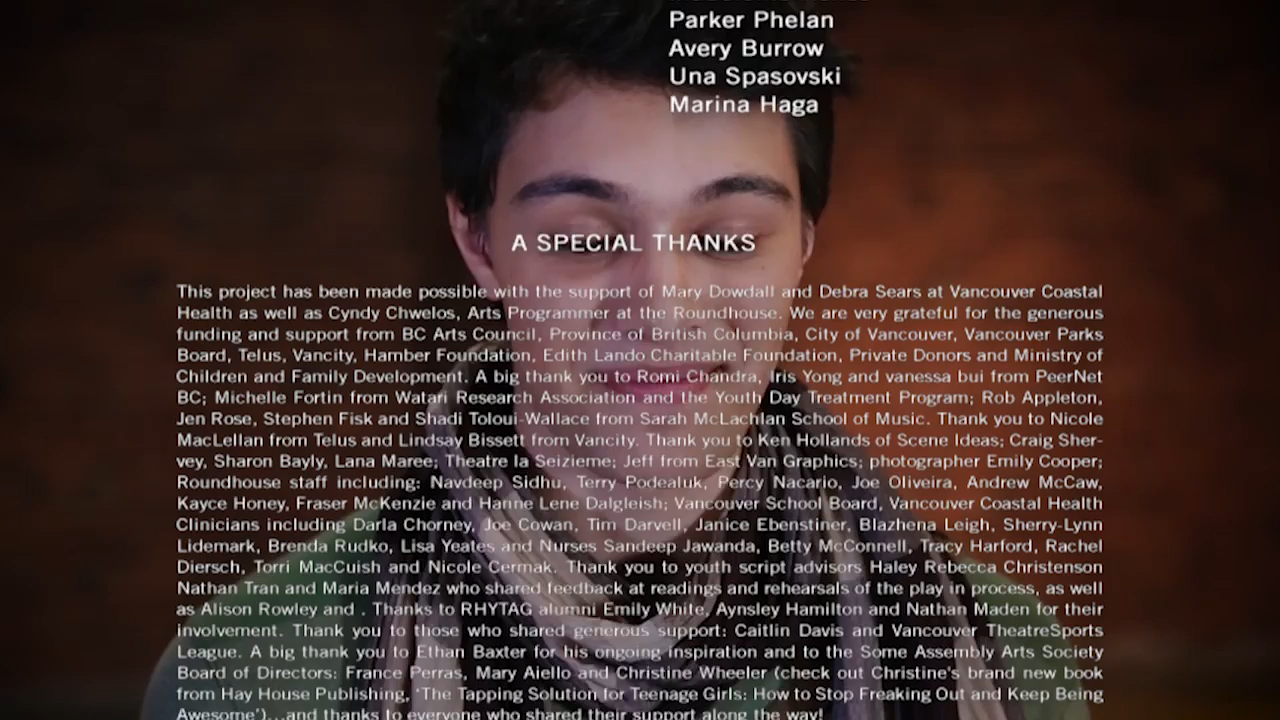 Parker Phelan
Avery Burrow
Una Spasovski
Marina Haga
A SPECIAL THANKS
This project has been made possible with the support of Mary Dowdall and Debra Sears at Vancouver Coastal
Health as well as Cyndy Chwelos, Arts Programmer at the Roundhouse. We are very grateful for the generous
funding and support from BC Arts Council, Province of British Columbia, City of Vancouver, Vancouver Parks
Board, Telus, Vancity, Hamber Foundation, Edith Lando Charitable Foundation, Private Donors and Ministry of
Children and Family Development. A big thank you to Romi Chandra, Iris Yong and vanessa bui from PeerNet
BC; Michelle Fortin from Watari Research Association and the Youth Day Treatment Program; Rob Appleton,
Jen Rose, Stephen Fisk and Shadi Toloui-Wallace from Sarah McLachlan School of Music. Thank you to Nicole
MacLellan from Telus and Lindsay Bissett from Vancity. Thank you to Ken Hollands of Scene Ideas; Craig Sher-
vey, Sharon Bayly, Lana Maree; Theatre la Seizieme; Jeff from East Van Graphics; photographer Emily Cooper;
Roundhouse staff including: Navdeep Sidhu, Terry Podealuk, Percy Nacario, Joe Oliveira, Andrew McCaw,
Kayce Honey, Fraser McKenzie and Hanne Lene Dalgleish; Vancouver School Board, Vancouver Coastal Health
Clinicians including Darla Chorney, Joe Cowan, Tim Darvell, Janice Ebenstiner, Blazhena Leigh, Sherry-Lynn
Lidemark, Brenda Rudko, Lisa Yeates and Nurses Sandeep Jawanda, Betty McConnell, Tracy Harford, Rachel
Diersch, Torri MacCuish and Nicole Cermak. Thank you to youth script advisors Haley Rebecca Christenson
Nathan Tran and Maria Mendez who shared feedback at readings and rehearsals of the play in process, as well
as Alison Rowley and . Thanks to RHYTAG alumni Emily White, Aynsley Hamilton and Nathan Maden for their
involvement. Thank you to those who shared generous support: Caitlin Davis and Vancouver TheatreSports
League. A big thank you to Ethan Baxter for his ongoing inspiration and to the Some Assembly Arts Society
Board of Directors: France Perras, Mary Aiello and Christine Wheeler (check out Christine's brand new book
from Hay House Publishing, 'The Tapping Solution for Teenage Girls: How to Stop Freaking Out and Keep Being
Awesome')...and thanks to everyone who shared their support along the way!